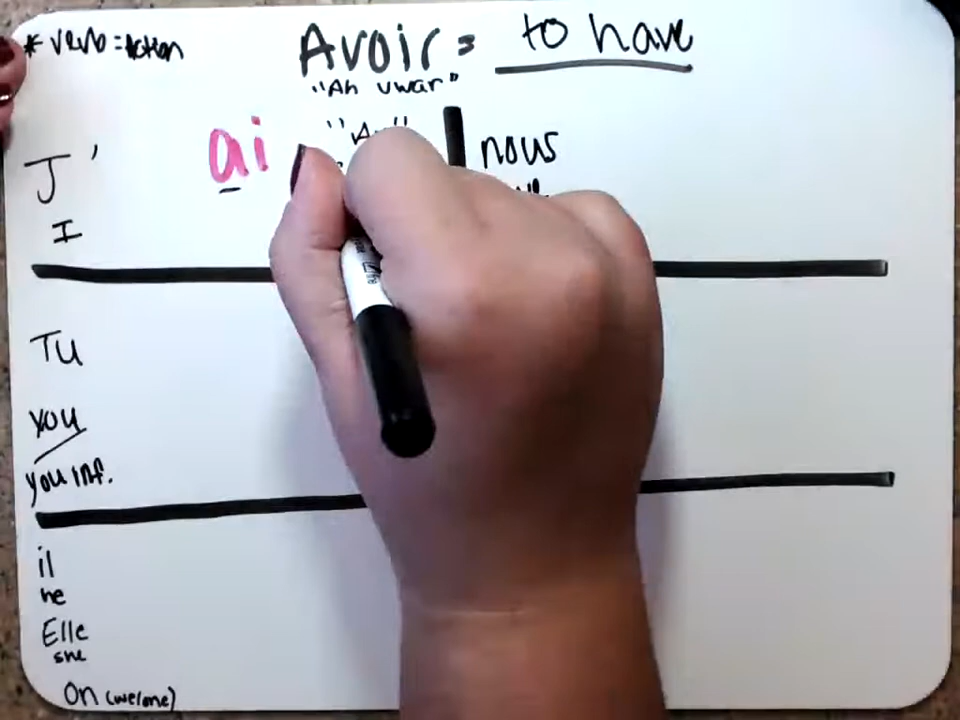 * verb = Action
Avoir = to have
"Ah vwar"
J' ai
nous
I
Tu
you
you inf.
il
he
Elle
she
On (we/one)